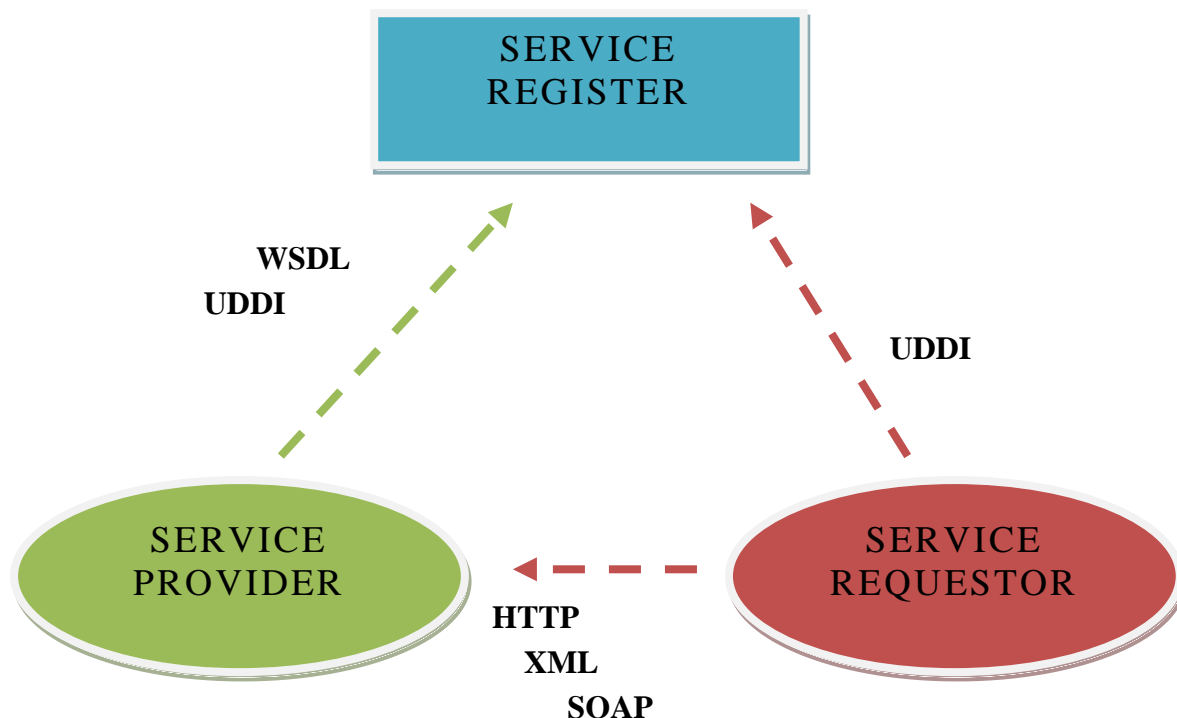 SERVICE
REGISTER
WSDL
UDDI
UDDI
SERVICE
PROVIDER
SERVICE
REQUESTOR
HTTP
XML
SOAP